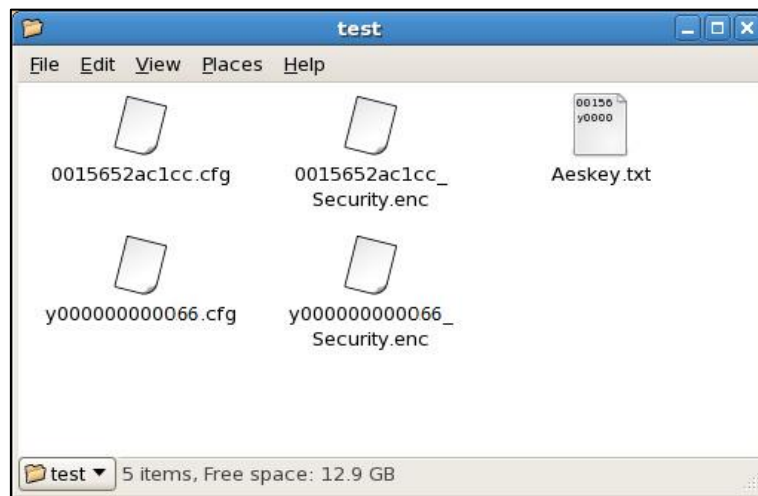 test
File Edit View Places Help
00156
y0000
0015652ac1cc.cfg
0015652ac1cc_
Security.enc
Aeskey.txt
y000000000066.cfg
y000000000066_
Security.enc
test 5 items, Free space: 12.9 GB